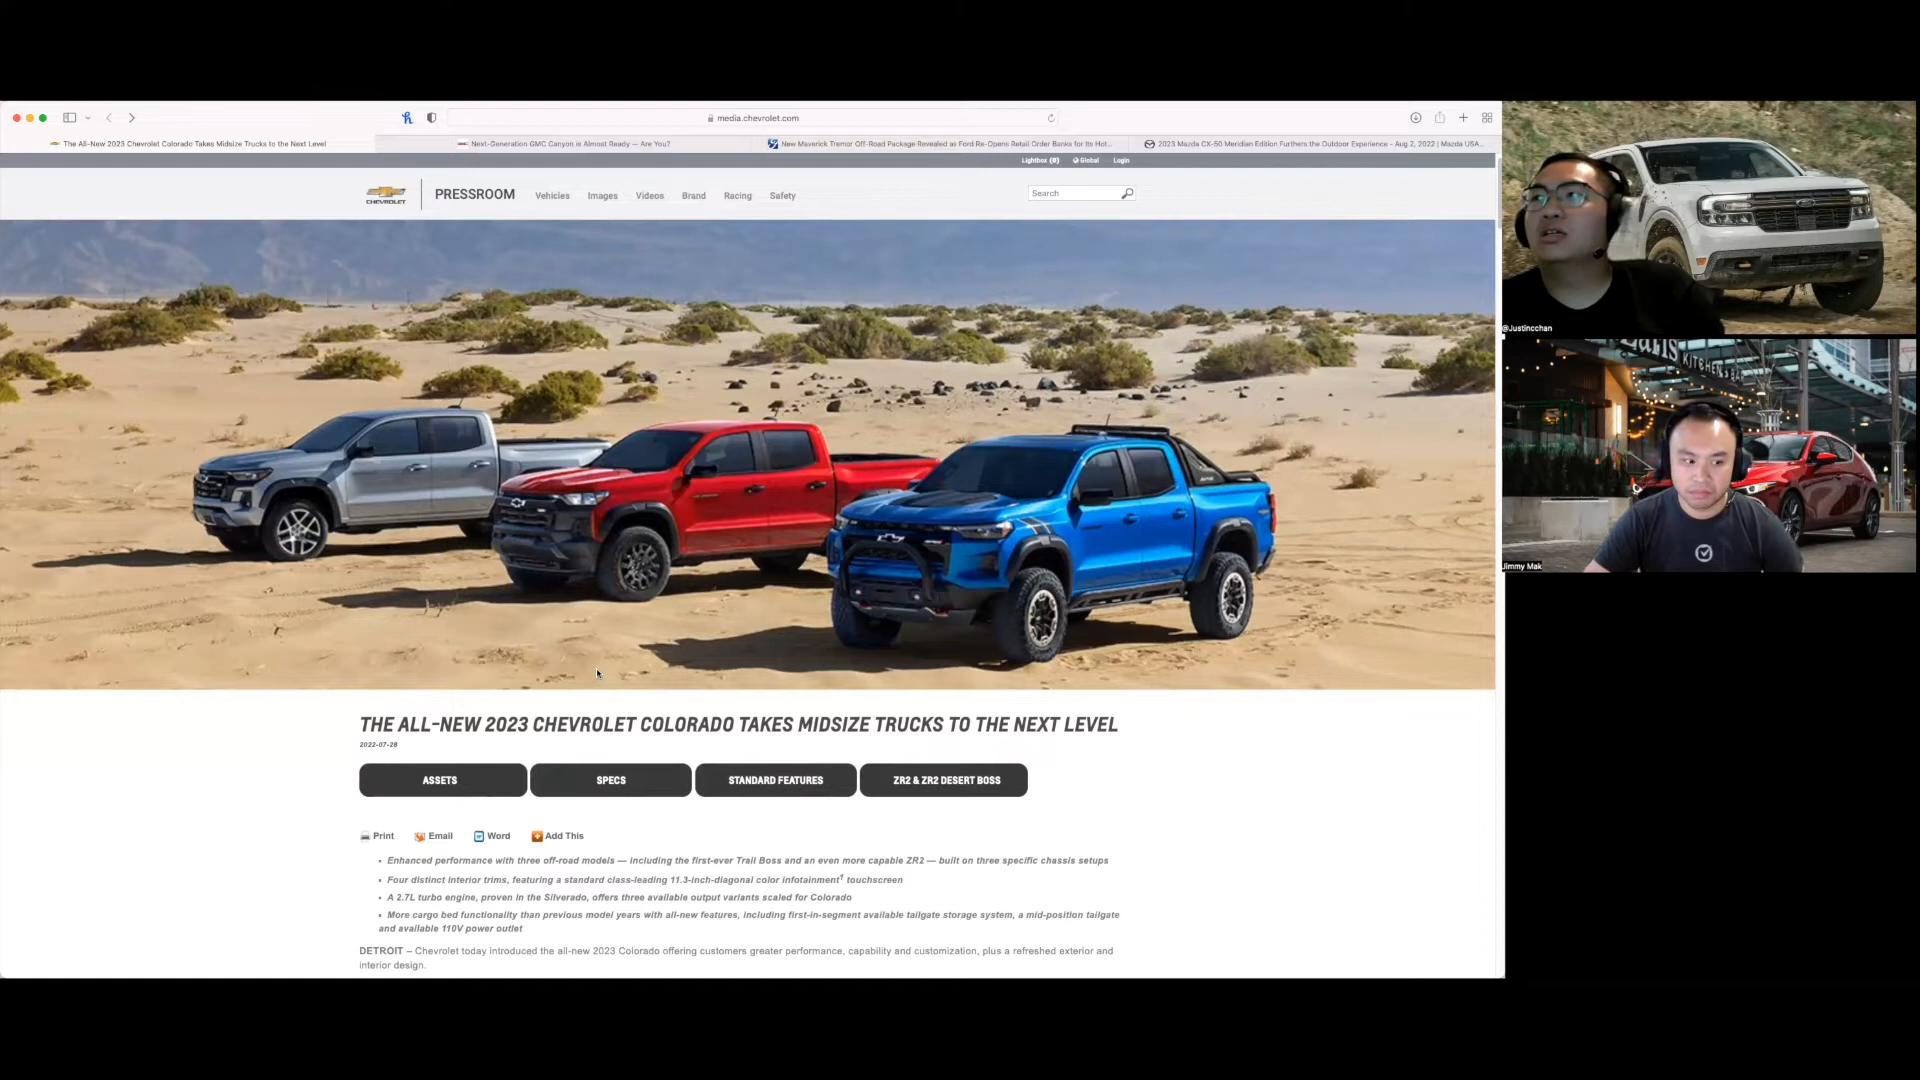 media.chevrolet.com
The All-New 2023 Chevrolet Colorado Takes Midsize Trucks to the Next Level
Next-Generation GMC Canyon is Almost Ready — Are You?
New Maverick Tremor Off-Road Package Revealed as Ford Re-Opens Retail Order Banks for Its Hot...
2023 Mazda CX-50 Meridian Edition Furthers the Outdoor Experience - Aug 2, 2022 | Mazda USA...
Lightbox (0) Global Login
CHEVROLET
PRESSROOM Vehicles Images Videos Brand Racing Safety
Search
@Justincchan
KITCHEN & BAR
Jimmy Mak
THE ALL-NEW 2023 CHEVROLET COLORADO TAKES MIDSIZE TRUCKS TO THE NEXT LEVEL
2022-07-28
ASSETS SPECS STANDARD FEATURES ZR2 & ZR2 DESERT BOSS
Print Email Word Add This
• Enhanced performance with three off-road models — including the first-ever Trail Boss and an even more capable ZR2 — built on three specific chassis setups
• Four distinct interior trims, featuring a standard class-leading 11.3-inch-diagonal color infotainment1 touchscreen
• A 2.7L turbo engine, proven in the Silverado, offers three available output variants scaled for Colorado
• More cargo bed functionality than previous model years with all-new features, including first-in-segment available tailgate storage system, a mid-position tailgate
and available 110V power outlet
DETROIT – Chevrolet today introduced the all-new 2023 Colorado offering customers greater performance, capability and customization, plus a refreshed exterior and
interior design.